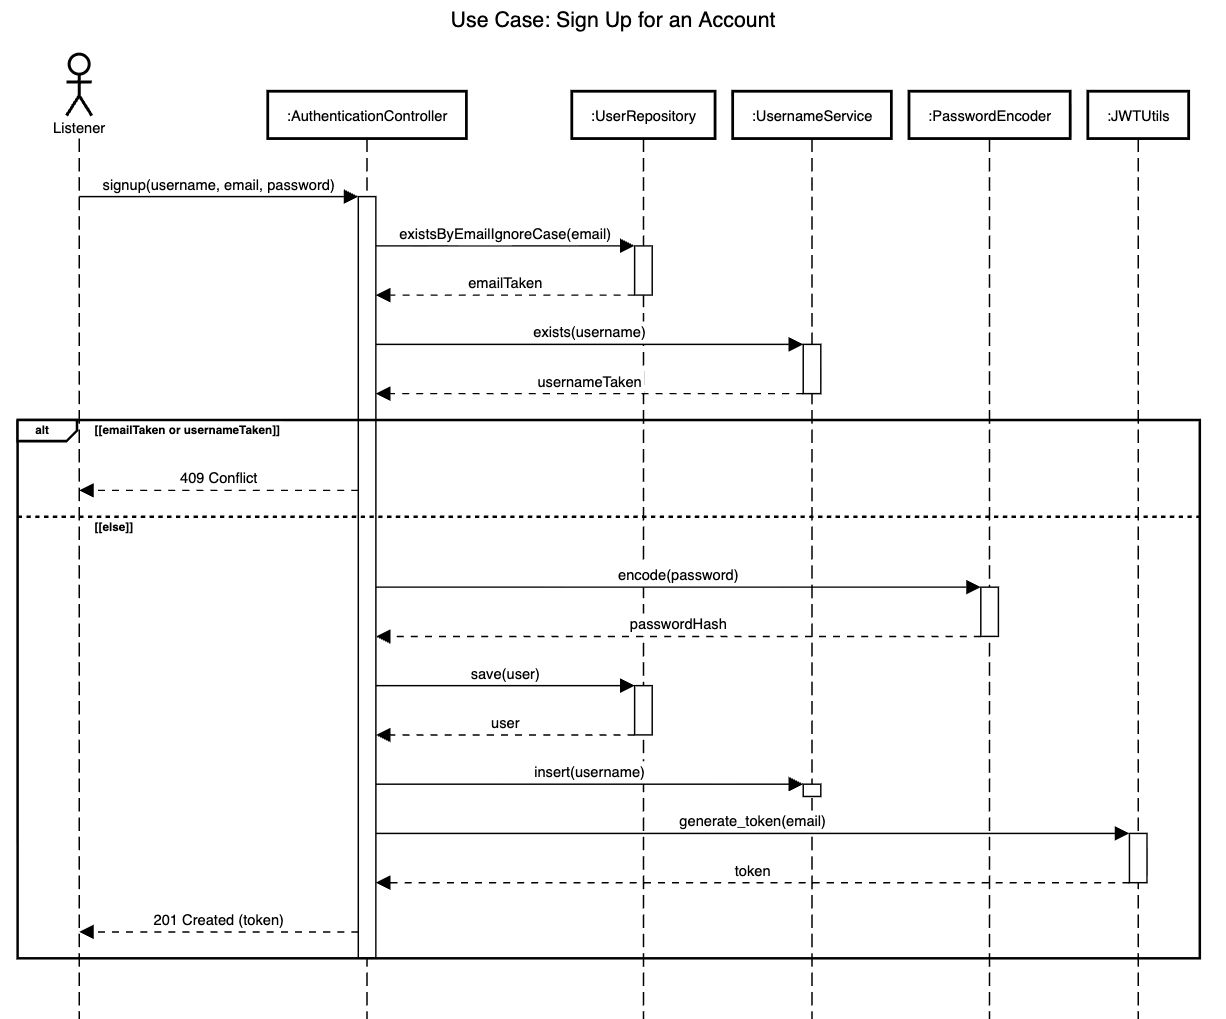 Use Case: Sign Up for an Account
Listener
:AuthenticationController
:UserRepository
:UsernameService
:PasswordEncoder
:JWTUtils
signup(username, email, password)
existsByEmailIgnoreCase(email)
emailTaken
exists(username)
usernameTaken
alt
[[emailTaken or usernameTaken]]
409 Conflict
[[else]]
encode(password)
passwordHash
save(user)
user
insert(username)
generate_token(email)
token
201 Created (token)